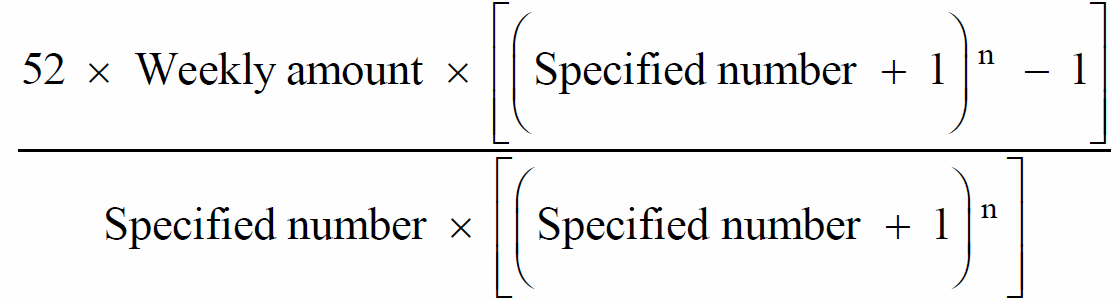 52 × Weekly amount × [(Specified number + 1)ⁿ − 1]
Specified number × [(Specified number + 1)ⁿ]